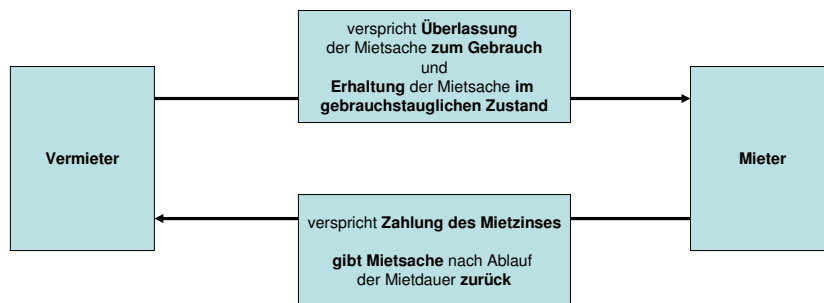 verspricht Überlassung
der Mietsache zum Gebrauch
und
Erhaltung der Mietsache im
gebrauchstauglichen Zustand
Vermieter
Mieter
verspricht Zahlung des Mietzinses
gibt Mietsache nach Ablauf
der Mietdauer zurück